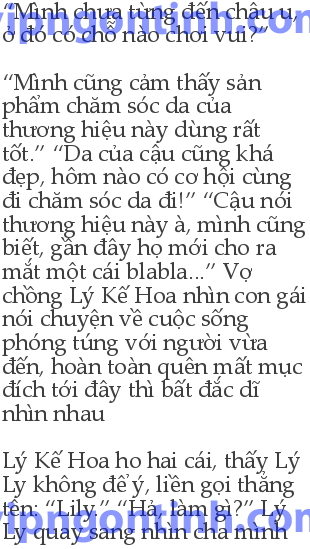 “Mình chưa từng đến châu u,
ở đó có chỗ nào chơi vui?”
“Mình cũng cảm thấy sản
phẩm chăm sóc da của
thương hiệu này dùng rất
tốt.” “Da của cậu cũng khá
đẹp, hôm nào có cơ hội cùng
đi chăm sóc da đi!” “Cậu nói
thương hiệu này à, mình cũng
biết, gần đây họ mới cho ra
mắt một cái blabla...” Vợ
chồng Lý Kế Hoa nhìn con gái
nói chuyện về cuộc sống
phóng túng với người vừa
đến, hoàn toàn quên mất mục
đích tới đây thì bất đắc dĩ
nhìn nhau
Lý Kế Hoa ho hai cái, thấy Lý
Ly không để ý, liền gọi thẳng
tên: “Lily.” “Hả, làm gì?” Lý
Ly quay sang nhìn cha mình
vipngontinh.com
vipngontinh.com